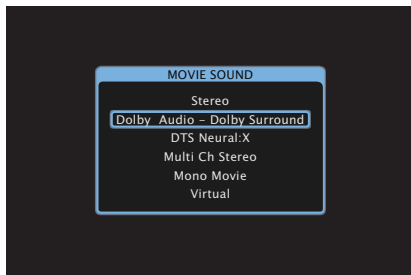 MOVIE SOUND
Stereo
Dolby Audio – Dolby Surround
DTS Neural:X
Multi Ch Stereo
Mono Movie
Virtual